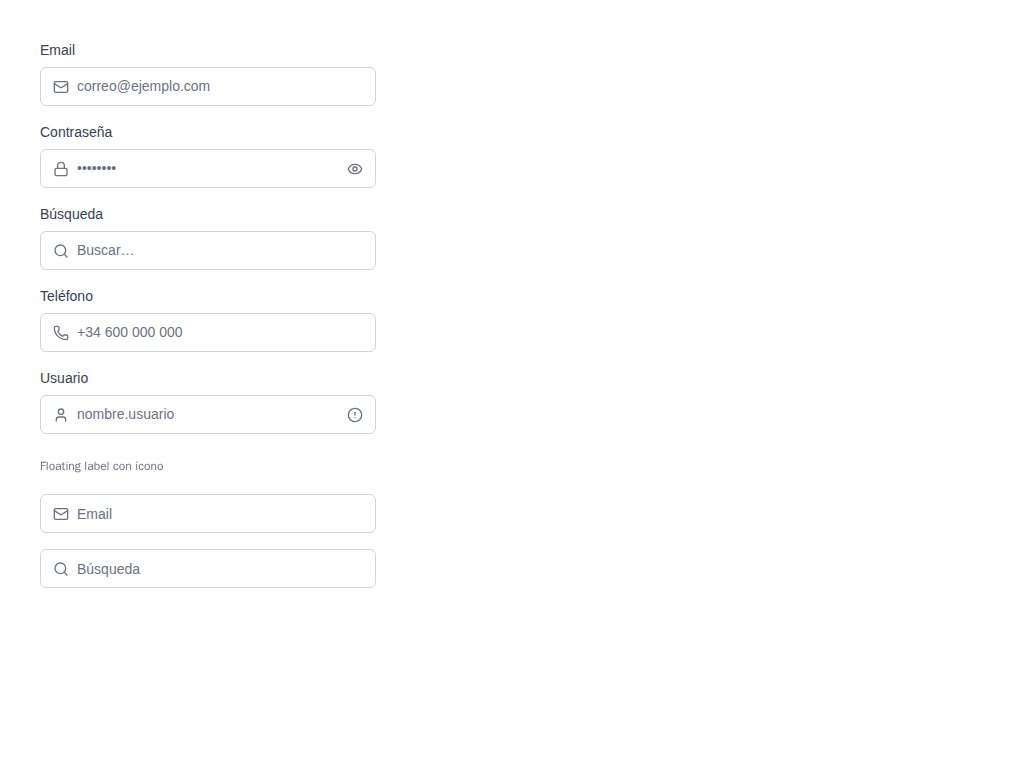 Email
correo@ejemplo.com
Contraseña
••••••••
Búsqueda
Buscar…
Teléfono
+34 600 000 000
Usuario
nombre.usuario
Floating label con icono
Email
Búsqueda